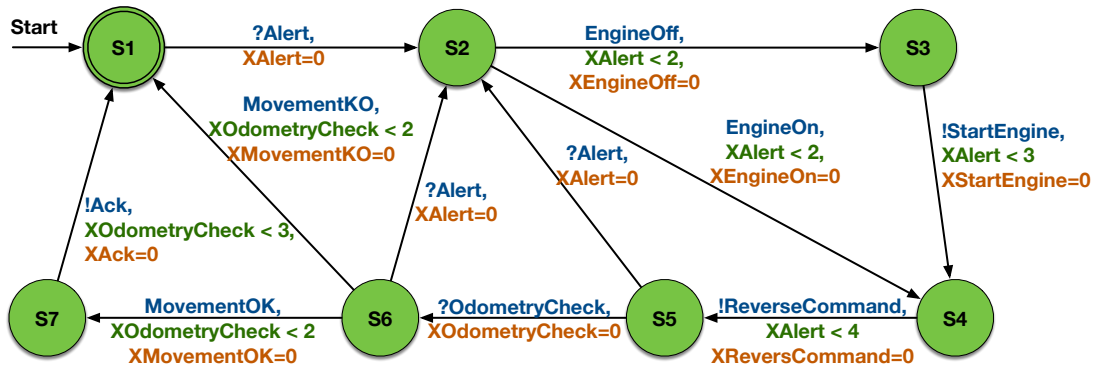 Start
S1
?Alert,
XAlert=0
S2
EngineOff,
XAlert < 2,
XEngineOff=0
S3
MovementKO,
XOdometryCheck < 2
XMovementKO=0
EngineOn,
XAlert < 2,
XEngineOn=0
!StartEngine,
XAlert < 3
XStartEngine=0
?Alert,
XAlert=0
?Alert,
XAlert=0
!Ack,
XOdometryCheck < 3,
XAck=0
S7
MovementOK,
XOdometryCheck < 2
XMovementOK=0
S6
?OdometryCheck,
XOdometryCheck=0
S5
!ReverseCommand,
XAlert < 4
XReversCommand=0
S4